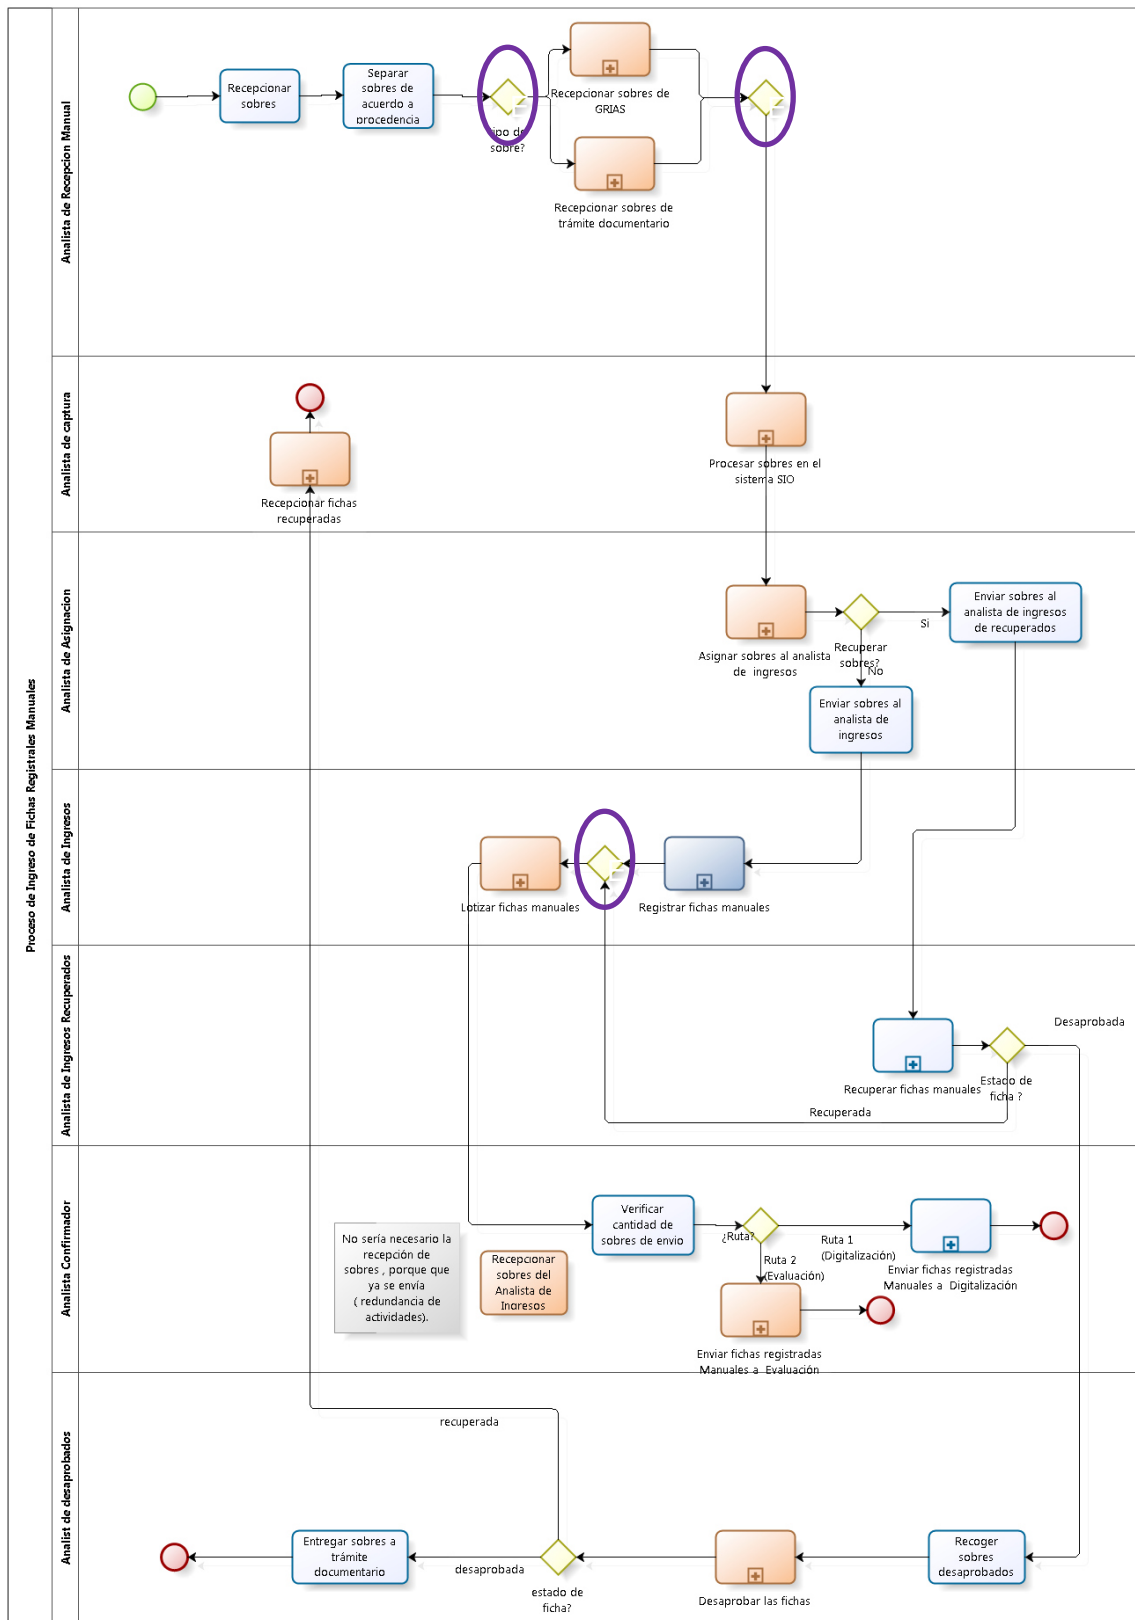 Proceso de Ingreso de Fichas Registrales Manuales
Analista de Recepcion Manual
Recepcionar
sobres
Separar
sobres de
acuerdo a
procedencia
ipo de
sobre?
Recepcionar sobres de
GRIAS
Recepcionar sobres de
trámite documentario
Analista de captura
Recepcionar fichas
recuperadas
Procesar sobres en el
sistema SIO
Analista de Asignacion
Asignar sobres al analista
de ingresos
Recuperar
sobres?
Si
No
Enviar sobres al
analista de ingresos
de recuperados
Enviar sobres al
analista de
ingresos
Analista de Ingresos
Lotizar fichas manuales
Registrar fichas manuales
Analista de Ingresos Recuperados
Recuperar fichas manuales
Estado de
ficha ?
Desaprobada
Recuperada
Analista Confirmador
No sería necesario la
recepción de
sobres , porque que
ya se envía
( redundancia de
actividades).
Recepcionar
sobres del
Analista de
Ingresos
Verificar
cantidad de
sobres de envio
¿Ruta?
Ruta 1
(Digitalización)
Ruta 2
(Evaluación)
Enviar fichas registradas
Manuales a Digitalización
Enviar fichas registradas
Manuales a Evaluación
Analist de desaprobados
recuperada
Entregar sobres a
trámite
documentario
desaprobada
estado de
ficha?
Desaprobar las fichas
Recoger
sobres
desaprobados